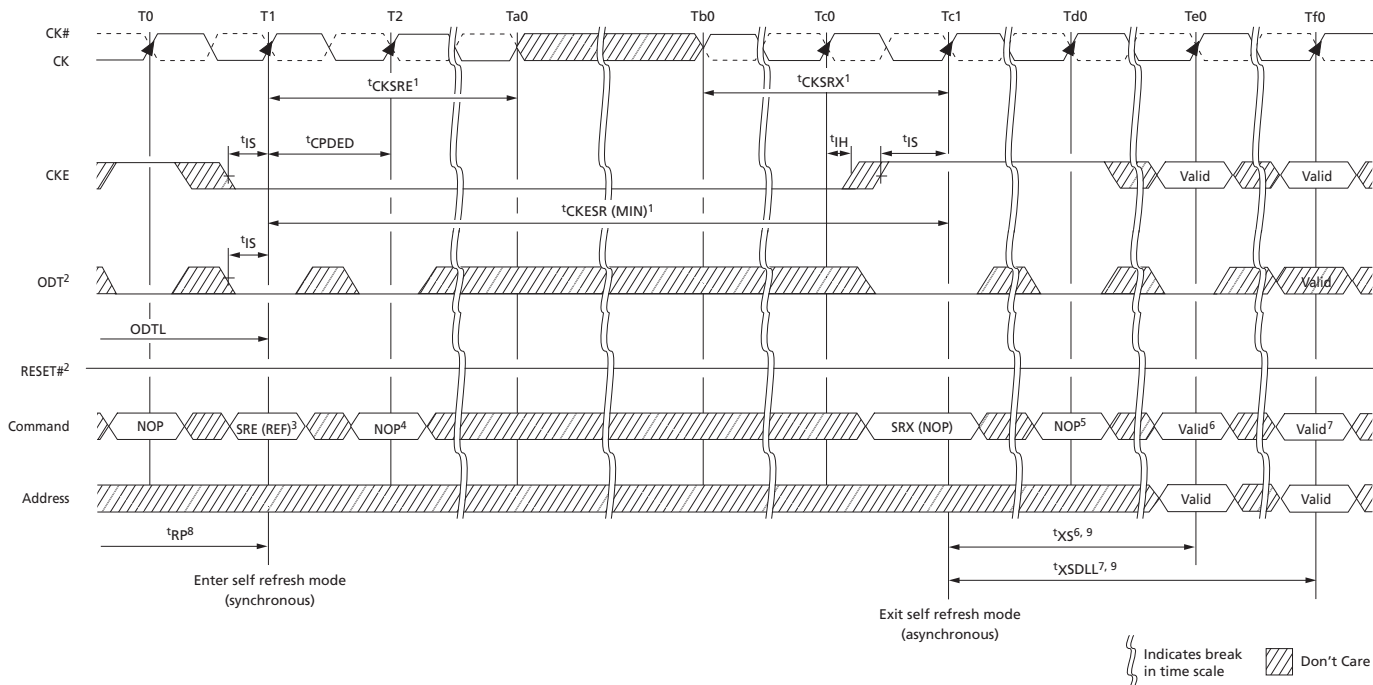 T0 T1 T2 Ta0 Tb0 Tc0 Tc1 Td0 Te0 Tf0
CK#
CK
tCKSRE1 tCKSRX1
tIS tCPDED tIH tIS
CKE Valid Valid
tCKESR (MIN)1
tIS
ODT2 Valid
ODTL
RESET#2
Command NOP SRE (REF)3 NOP4 SRX (NOP) NOP5 Valid6 Valid7
Address Valid Valid
tRP8 tXS6, 9
tXSDLL7, 9
Enter self refresh mode
(synchronous)
Exit self refresh mode
(asynchronous)
Indicates break
in time scale
Don't Care